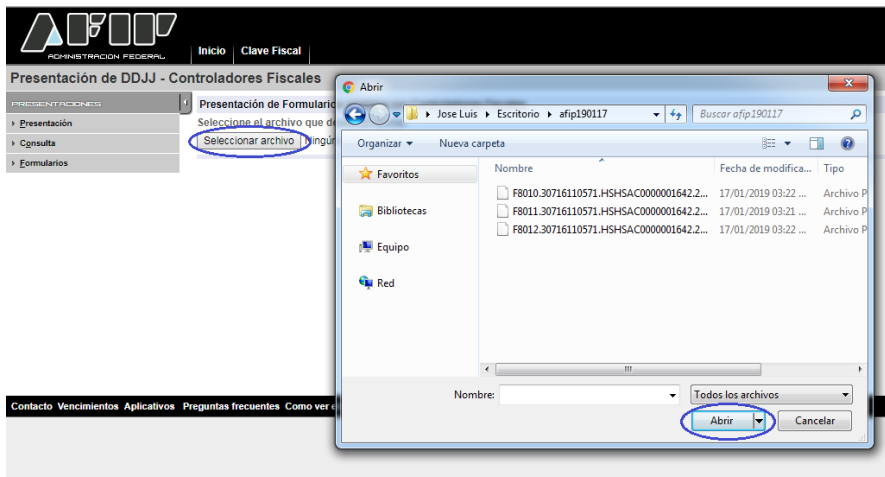 AFIP
ADMINISTRACION FEDERAL
Inicio Clave Fiscal
Presentación de DDJJ - Controladores Fiscales
PRESENTACIONES
Presentación
Consulta
Formularios
Presentación de Formulario
Seleccione el archivo que de
Seleccionar archivo Ningún
Abrir
Jose Luis Escritorio afip190117
Buscar afip190117
Organizar Nueva carpeta
Favoritos
Bibliotecas
Equipo
Red
Nombre Fecha de modifica... Tipo
F8010.30716110571.HSHSAC0000001642.2... 17/01/2019 03:22 ... Archivo P
F8011.30716110571.HSHSAC0000001642.2... 17/01/2019 03:21 ... Archivo P
F8012.30716110571.HSHSAC0000001642.2... 17/01/2019 03:22 ... Archivo P
Nombre: Todos los archivos
Abrir Cancelar
Contacto Vencimientos Aplicativos Preguntas frecuentes Como ver e